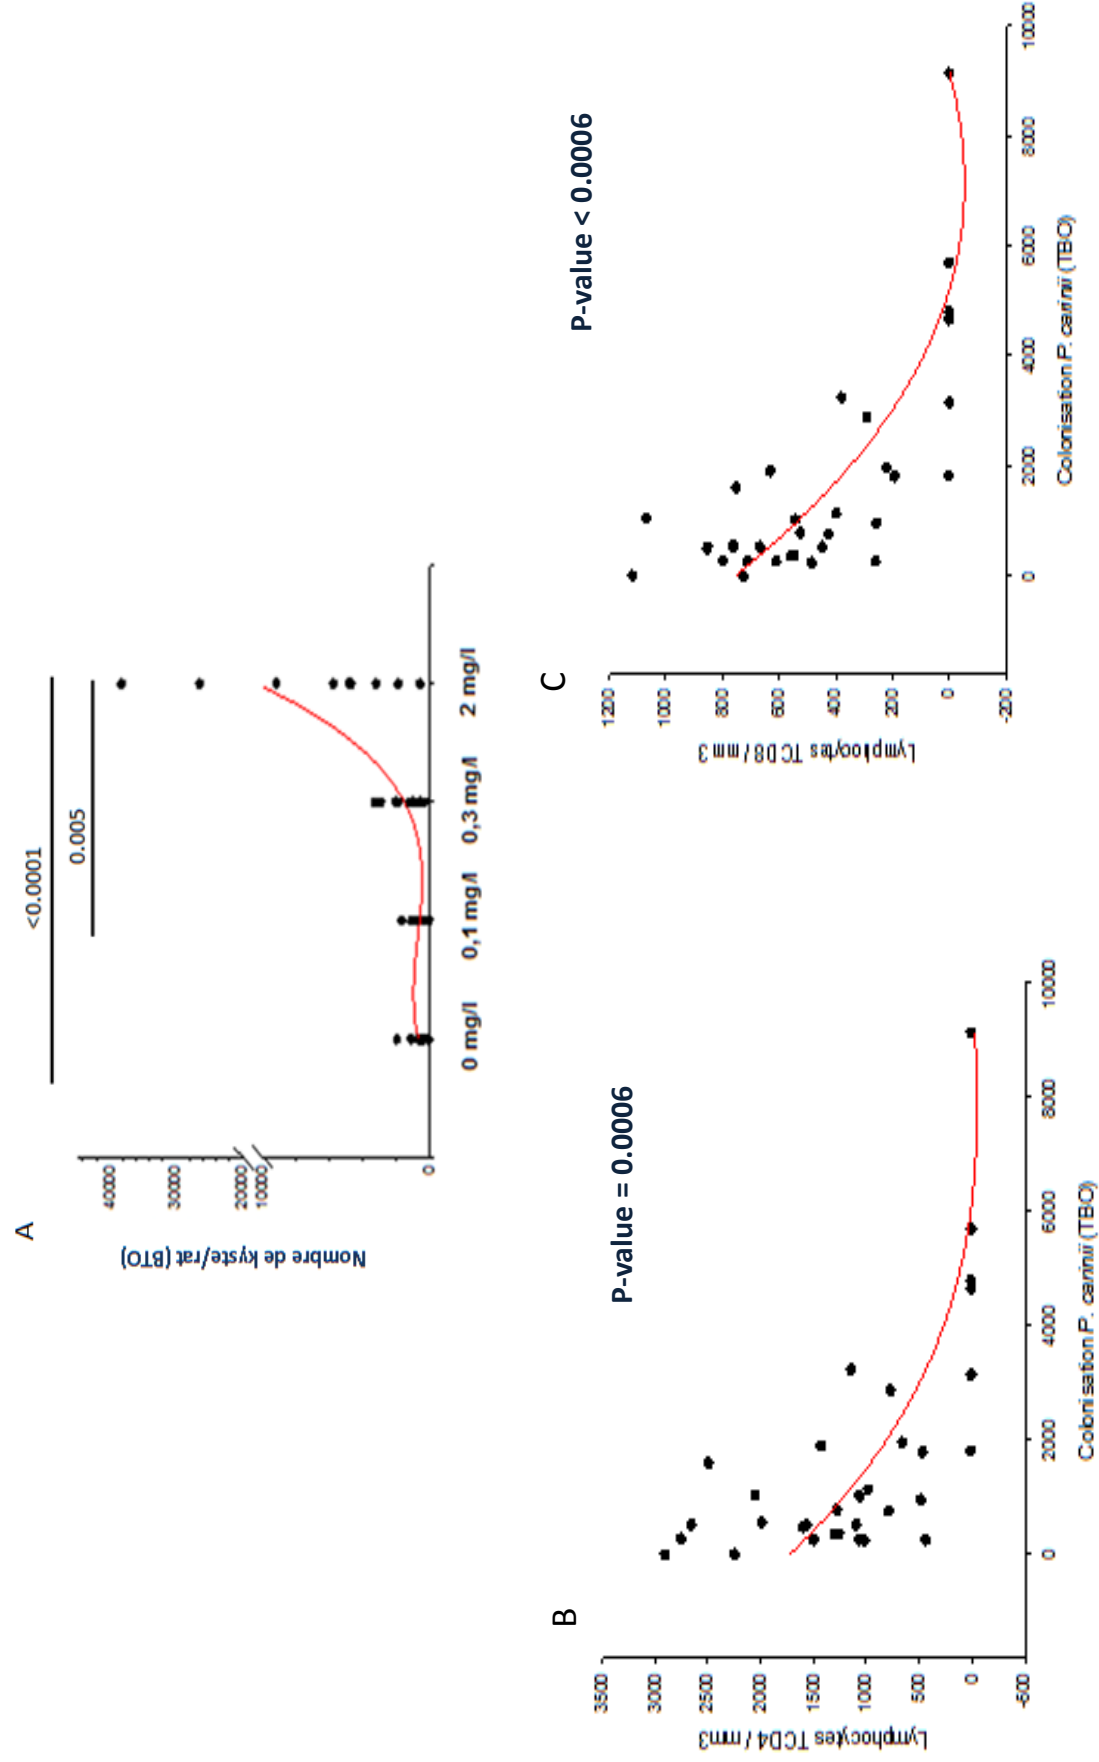 A
<0.0001
0.005
Nombre de kyste/rat (BTO)
40000
30000
20000
10000
0
0 mg/l 0,1 mg/l 0,3 mg/l 2 mg/l
B
P-value = 0.0006
Lymphocytes TCD4 / mm3
3500
3000
2500
2000
1500
1000
500
0
-500
0 2000 4000 6000 8000 10000
Colonisation P. carinii (TBO)
C
P-value < 0.0006
Lymphocytes TCD8 / mm3
1200
1000
800
600
400
200
0
-200
0 2000 4000 6000 8000 10000
Colonisation P. carinii (TBO)